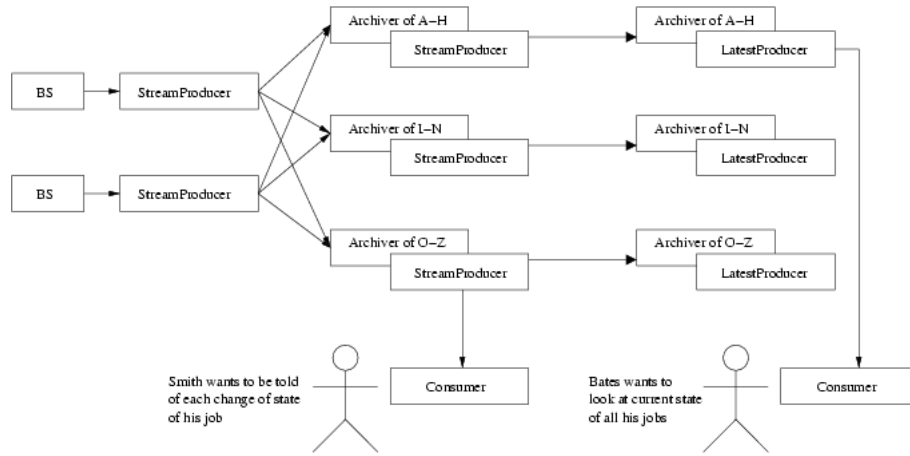 Archiver of A–H
StreamProducer
Archiver of A–H
LatestProducer
BS
StreamProducer
Archiver of I–N
StreamProducer
Archiver of I–N
LatestProducer
BS
StreamProducer
Archiver of O–Z
StreamProducer
Archiver of O–Z
LatestProducer
Smith wants to be told
of each change of state
of his job
Consumer
Bates wants to
look at current state
of all his jobs
Consumer